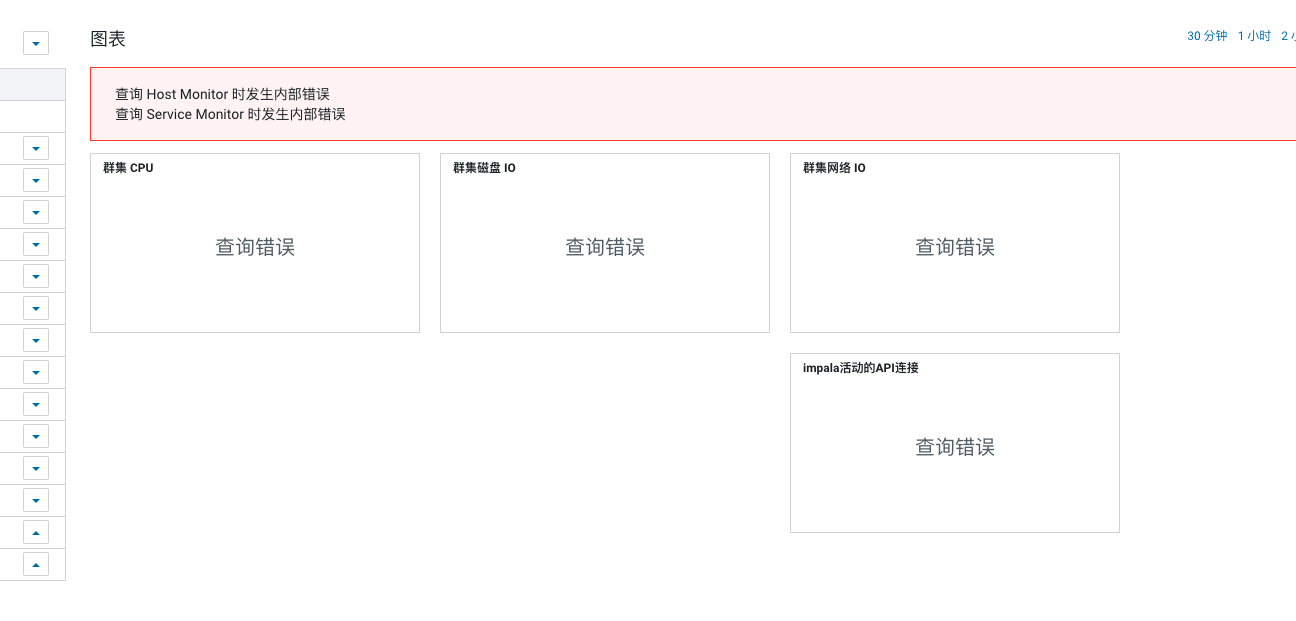 图表
30 分钟 1 小时 2
查询 Host Monitor 时发生内部错误
查询 Service Monitor 时发生内部错误
群集 CPU
群集磁盘 IO
群集网络 IO
查询错误
查询错误
查询错误
impala活动的API连接
查询错误